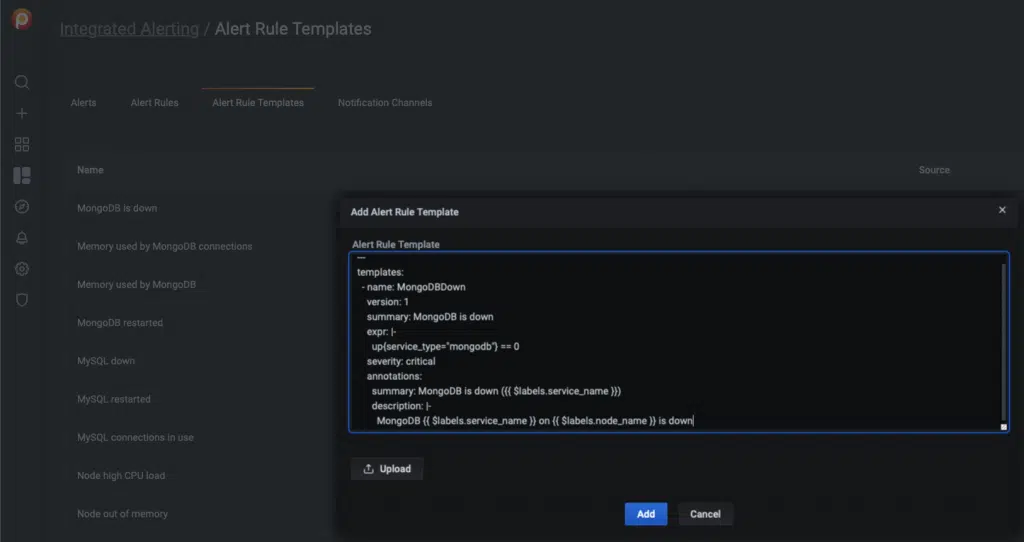 Integrated Alerting / Alert Rule Templates
Alerts Alert Rules Alert Rule Templates Notification Channels
Name Source
MongoDB is down
Memory used by MongoDB connections
Memory used by MongoDB
MongoDB restarted
MySQL down
MySQL restarted
MySQL connections in use
Node high CPU load
Node out of memory
Add Alert Rule Template
Alert Rule Template
---
templates:
- name: MongoDBDown
version: 1
summary: MongoDB is down
expr: |-
up{service_type="mongodb"} == 0
severity: critical
annotations:
summary: MongoDB is down ({{ $labels.service_name }})
description: |-
MongoDB {{ $labels.service_name }} on {{ $labels.node_name }} is down
Upload
Add Cancel